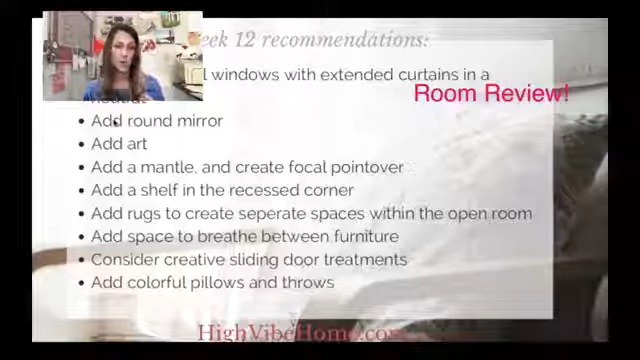 eek 12 recommendations:
windows with extended curtains in a
Room Review!
• Add round mirror
• Add art
• Add a mantle, and create focal pointover
• Add a shelf in the recessed corner
• Add rugs to create seperate spaces within the open room
• Add space to breathe between furniture
• Consider creative sliding door treatments
• Add colorful pillows and throws
HighVibeHome.com